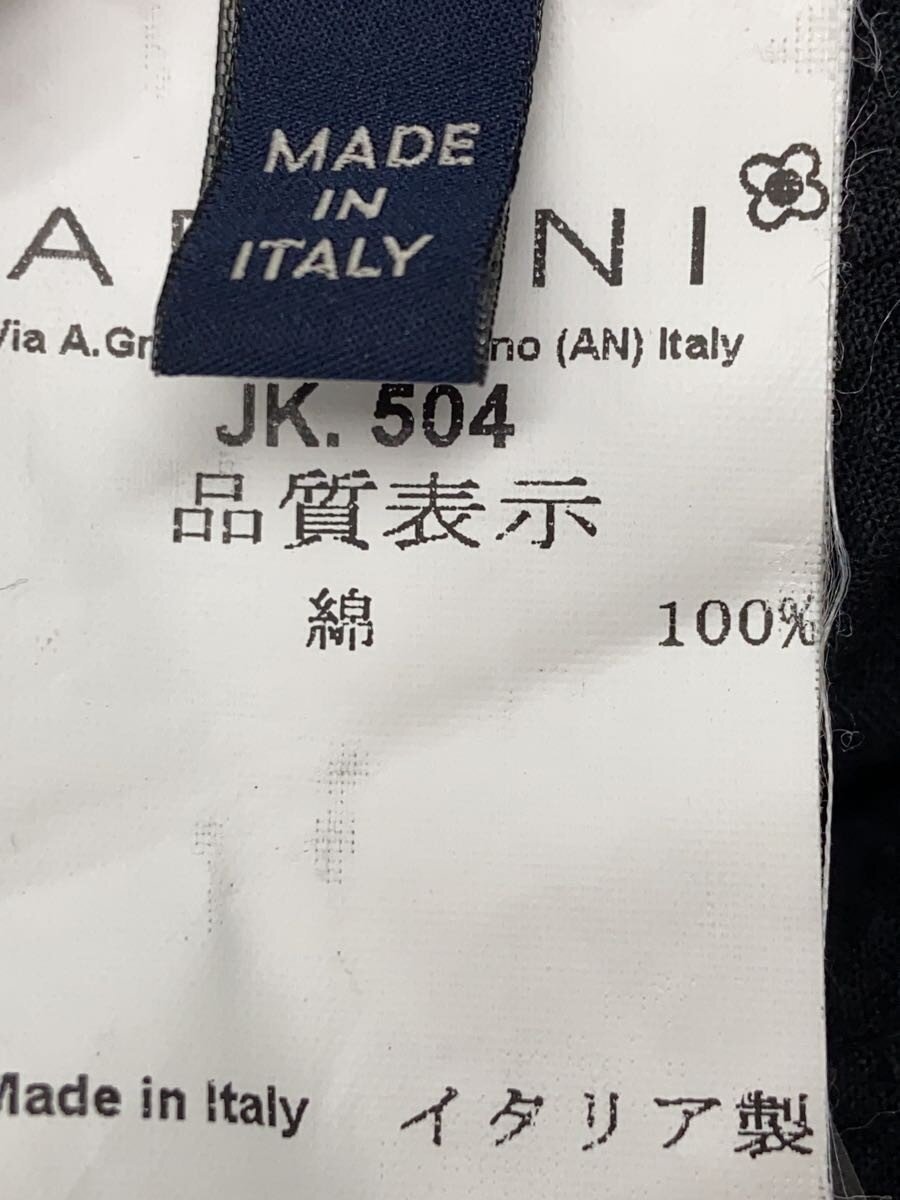 MADE
IN
ITALY
NI
Via A.Gr
no (AN) Italy
JK. 504
品質表示
綿 100%
Made in Italy イタリア製